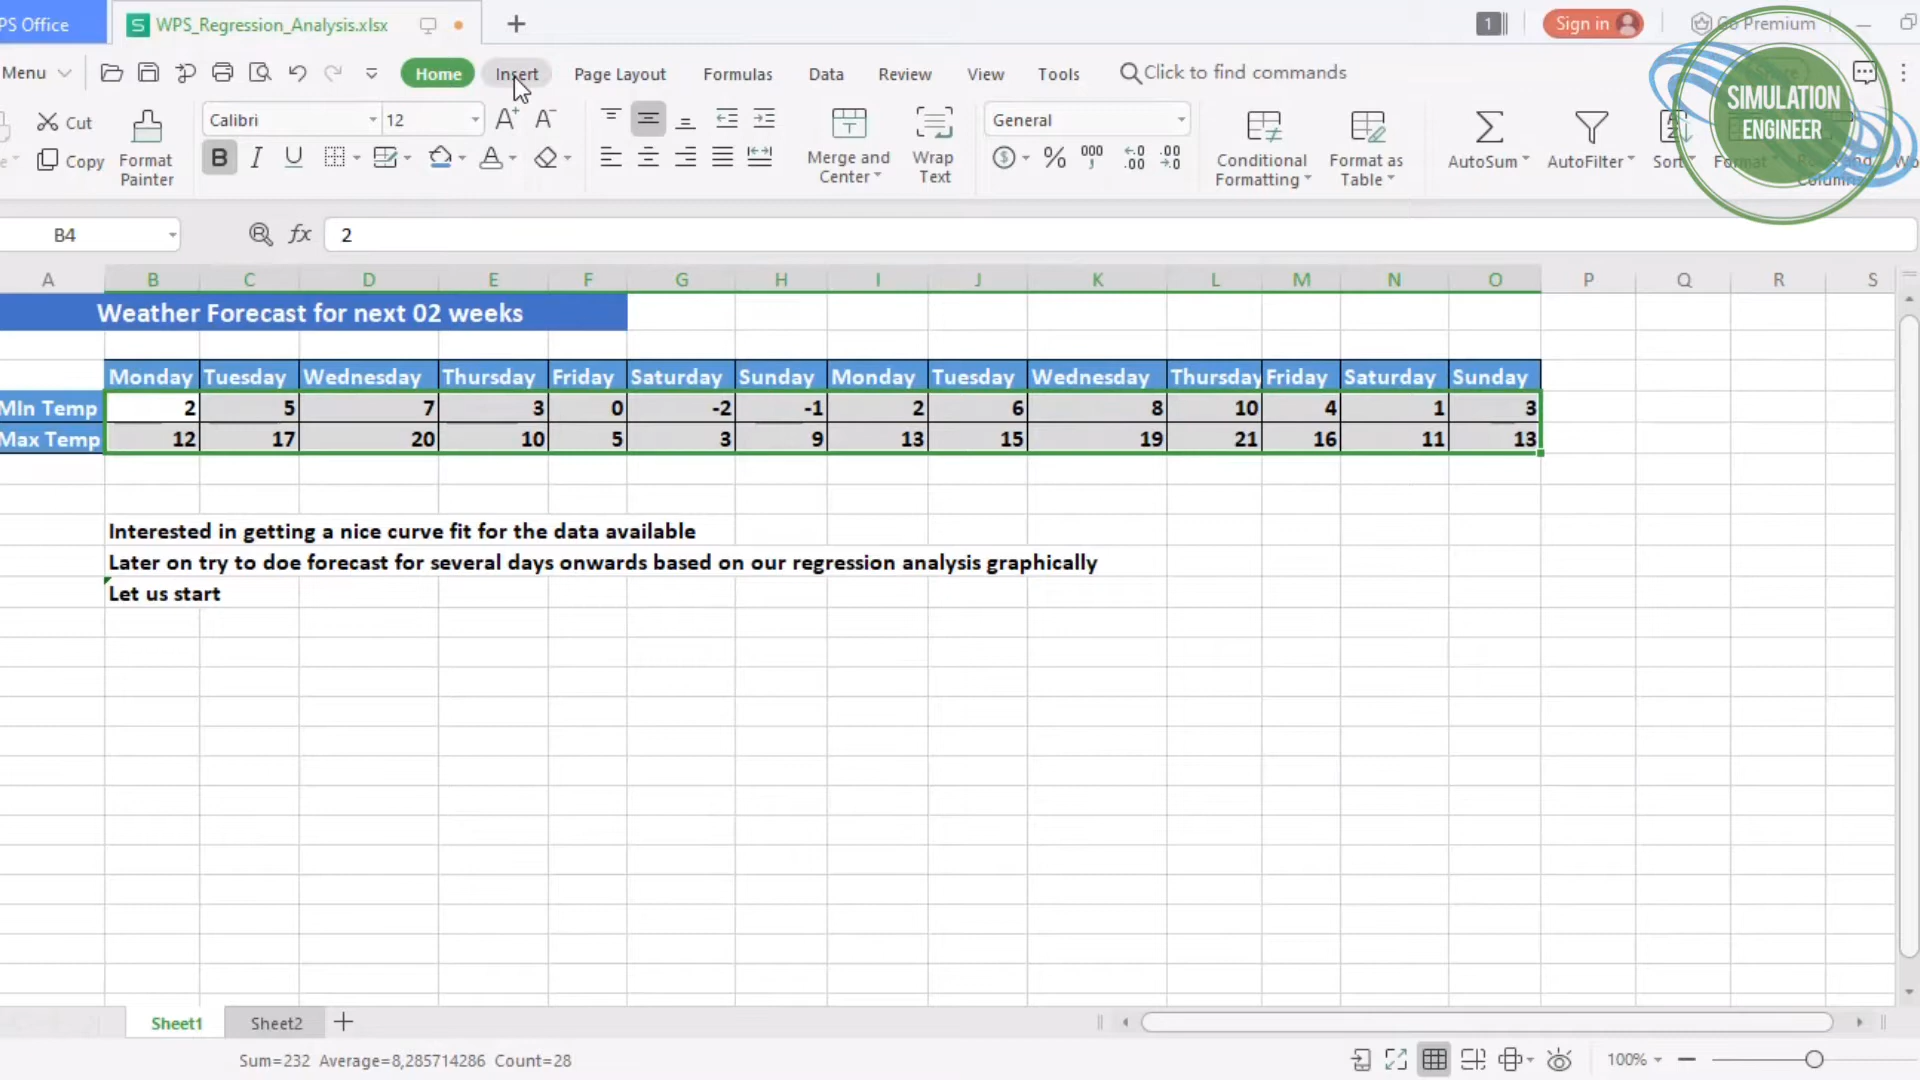 PS Office WPS_Regression_Analysis.xlsx 1 Sign in Go Premium
Menu Home Insert Page Layout Formulas Data Review View Tools Click to find commands
Cut Calibri 12 General
Copy Format Painter Merge and Center Wrap Text Conditional Formatting Format as Table AutoSum AutoFilter Sort Format Rows and Columns
SIMULATION
ENGINEER
B4 fx 2
A B C D E F G H I J K L M N O P Q R S
Weather Forecast for next 02 weeks
Monday Tuesday Wednesday Thursday Friday Saturday Sunday Monday Tuesday Wednesday Thursday Friday Saturday Sunday
MIn Temp 2 5 7 3 0 -2 -1 2 6 8 10 4 1 3
Max Temp 12 17 20 10 5 3 9 13 15 19 21 16 11 13
Interested in getting a nice curve fit for the data available
Later on try to doe forecast for several days onwards based on our regression analysis graphically
Let us start
Sheet1 Sheet2
Sum=232 Average=8,285714286 Count=28 100%